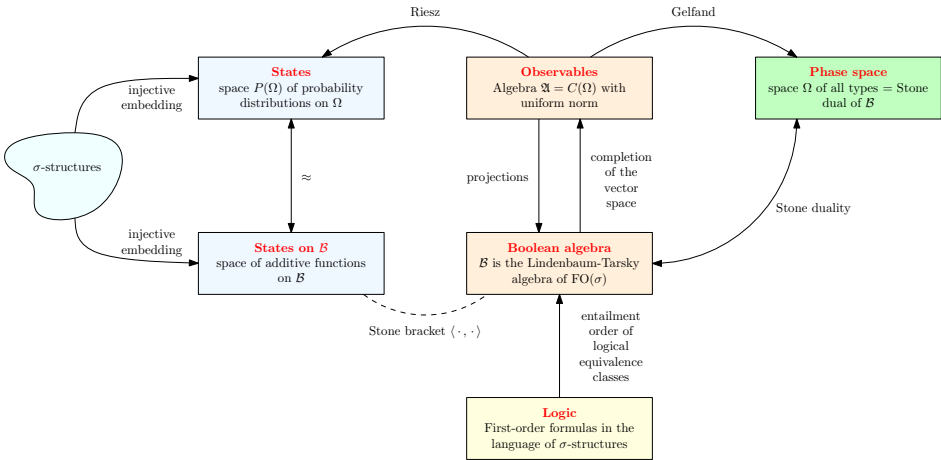 Riesz
Gelfand
States
space P(Ω) of probability
distributions on Ω
Observables
Algebra 𝔄 = C(Ω) with
uniform norm
Phase space
space Ω of all types = Stone
dual of ℬ
injective
embedding
σ-structures
≈
projections
completion
of the
vector
space
Stone duality
injective
embedding
States on ℬ
space of additive functions
on ℬ
Boolean algebra
ℬ is the Lindenbaum-Tarsky
algebra of FO(σ)
Stone bracket ⟨ · , · ⟩
entailment
order of
logical
equivalence
classes
Logic
First-order formulas in the
language of σ-structures